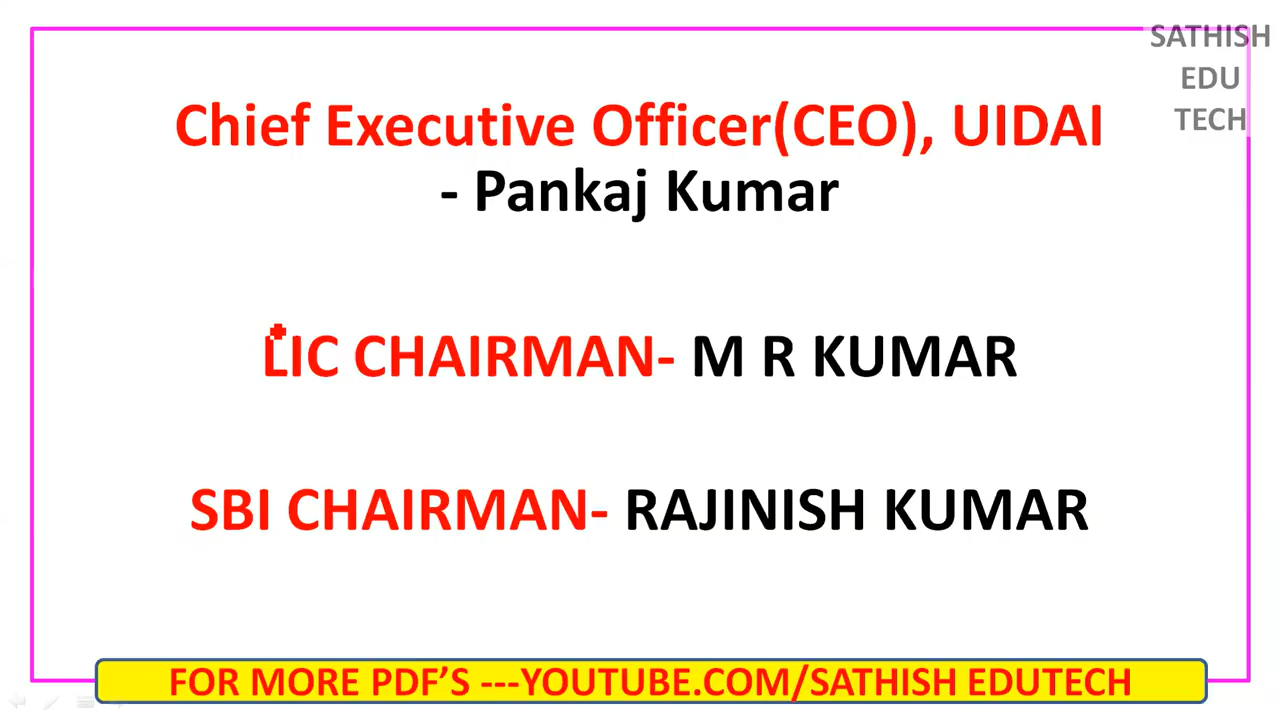 SATHISH
EDU
TECH
Chief Executive Officer(CEO), UIDAI
- Pankaj Kumar
LIC CHAIRMAN- M R KUMAR
SBI CHAIRMAN- RAJINISH KUMAR
FOR MORE PDF’S ---YOUTUBE.COM/SATHISH EDUTECH